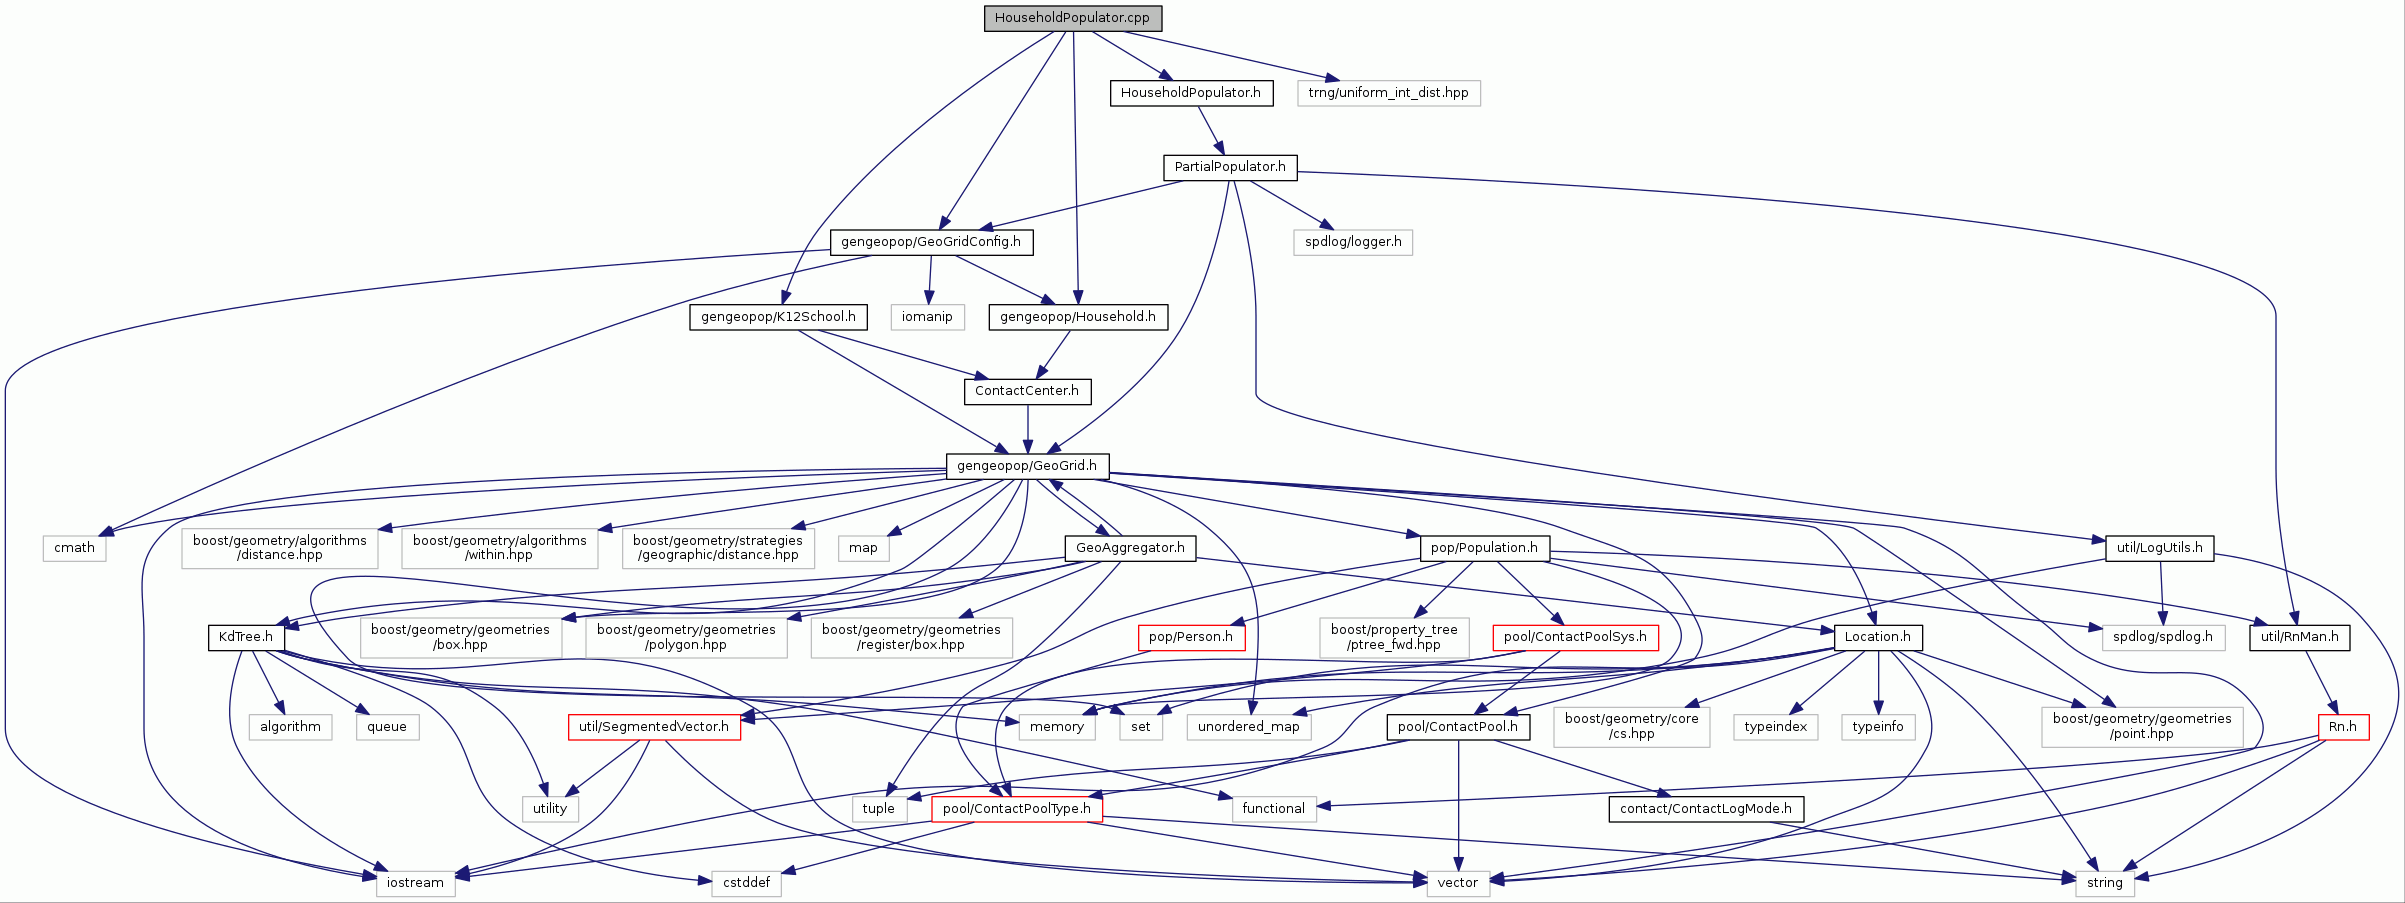 HouseholdPopulator.cpp
HouseholdPopulator.h
trng/uniform_int_dist.hpp
PartialPopulator.h
gengeopop/GeoGridConfig.h
spdlog/logger.h
gengeopop/K12School.h
iomanip
gengeopop/Household.h
ContactCenter.h
gengeopop/GeoGrid.h
cmath
boost/geometry/algorithms
/distance.hpp
boost/geometry/algorithms
/within.hpp
boost/geometry/strategies
/geographic/distance.hpp
map
GeoAggregator.h
pop/Population.h
util/LogUtils.h
KdTree.h
boost/geometry/geometries
/box.hpp
boost/geometry/geometries
/polygon.hpp
boost/geometry/geometries
/register/box.hpp
pop/Person.h
boost/property_tree
/ptree_fwd.hpp
pool/ContactPoolSys.h
Location.h
spdlog/spdlog.h
util/RnMan.h
algorithm
queue
util/SegmentedVector.h
memory
set
unordered_map
pool/ContactPool.h
boost/geometry/core
/cs.hpp
typeindex
typeinfo
boost/geometry/geometries
/point.hpp
Rn.h
utility
tuple
pool/ContactPoolType.h
functional
contact/ContactLogMode.h
iostream
cstddef
vector
string